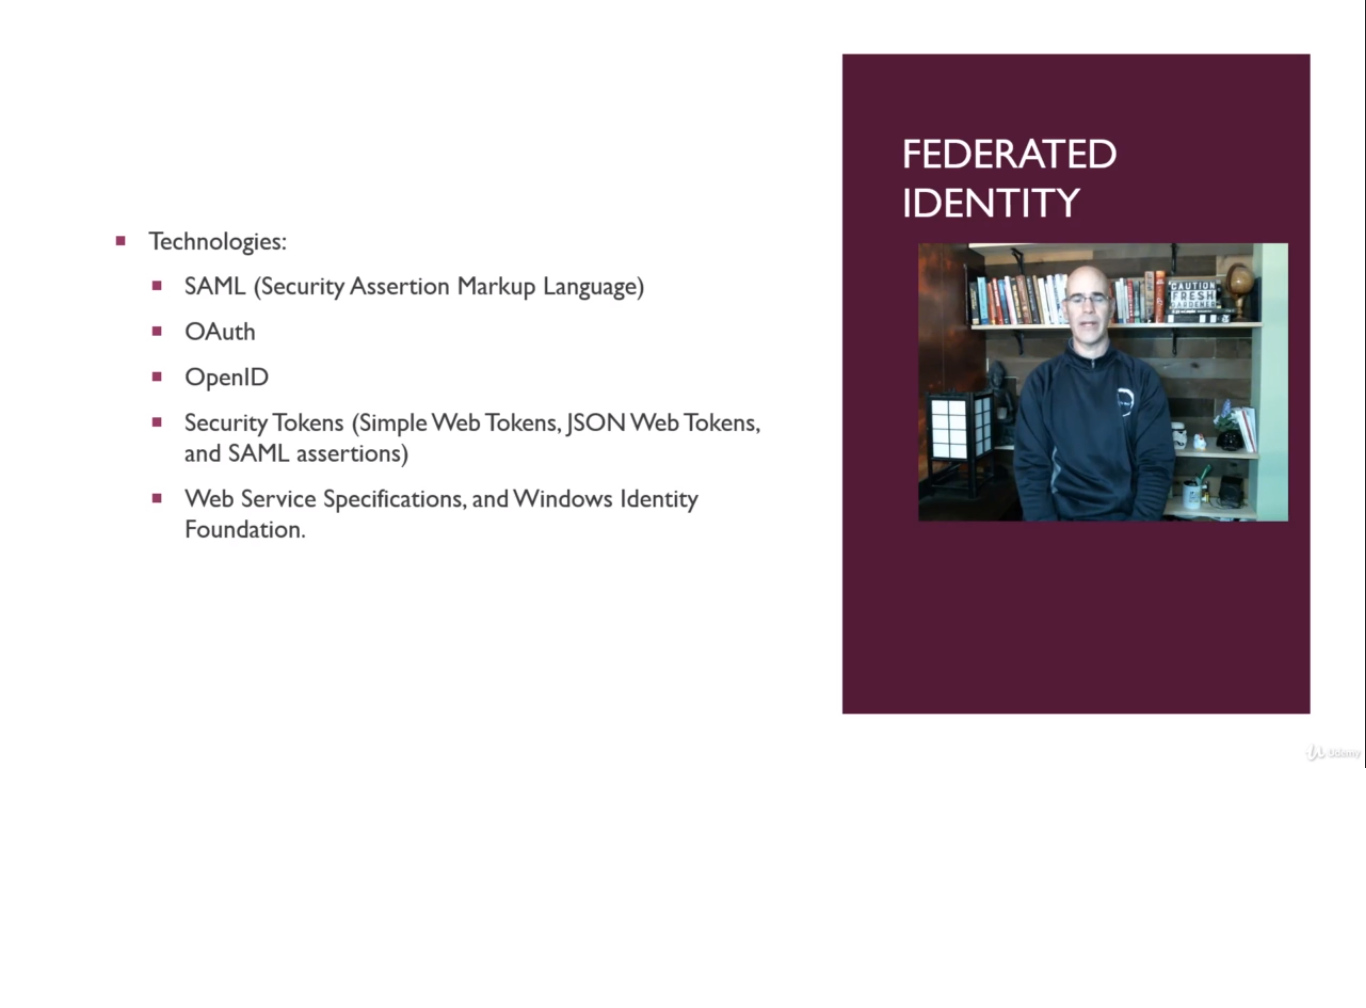 FEDERATED
IDENTITY
Technologies:
SAML (Security Assertion Markup Language)
OAuth
OpenID
Security Tokens (Simple Web Tokens, JSON Web Tokens,
and SAML assertions)
Web Service Specifications, and Windows Identity
Foundation.
CAUTION
FRESH
GARDENER
Udemy